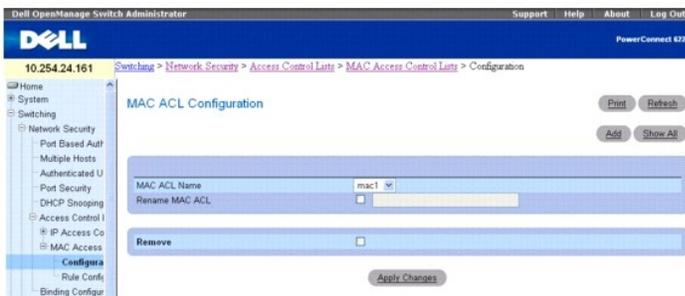 Dell OpenManage Switch Administrator Support Help About Log Out
DELL
PowerConnect 622
10.254.24.161
Switching > Network Security > Access Control Lists > MAC Access Control Lists > Configuration
Home
System
Switching
Network Security
Port Based Auth
Multiple Hosts
Authenticated U
Port Security
DHCP Snooping
Access Control l
IP Access Co
MAC Access
Configura
Rule Config
Binding Configur
MAC ACL Configuration
Print Refresh
Add Show All
MAC ACL Name mac1
Rename MAC ACL
Remove
Apply Changes